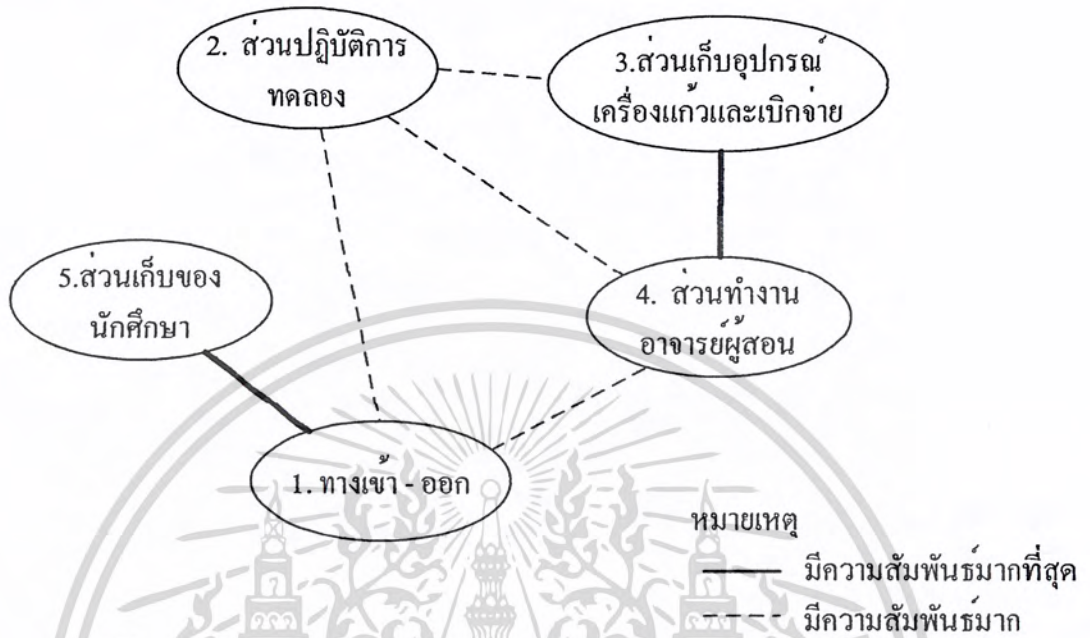 2. ส่วนปฏิบัติการ
ทดลอง
3.ส่วนเก็บอุปกรณ์
เครื่องแก้วและเบิกจ่าย
5.ส่วนเก็บของ
นักศึกษา
4. ส่วนทำงาน
อาจารย์ผู้สอน
1. ทางเข้า - ออก
หมายเหตุ
มีความสัมพันธ์มากที่สุด
มีความสัมพันธ์มาก